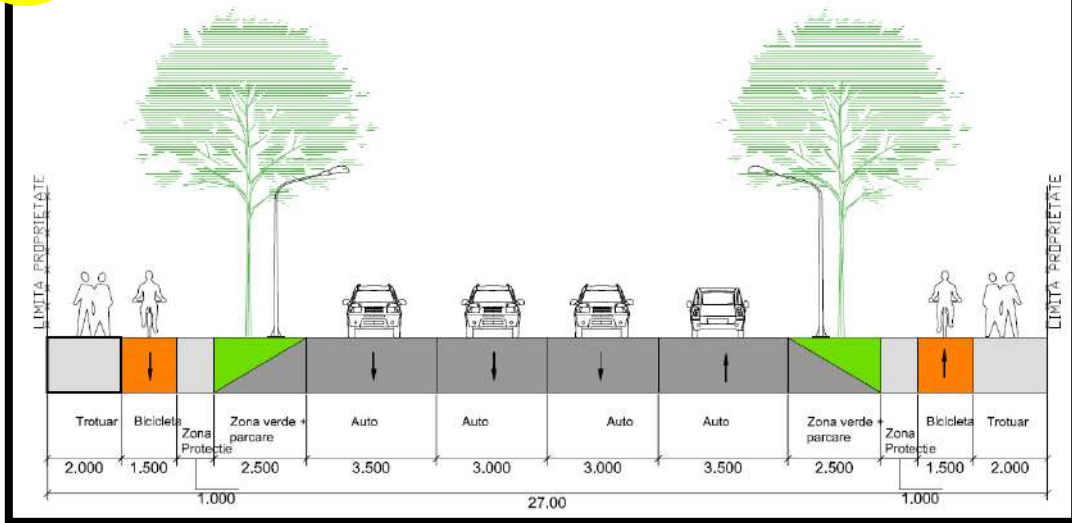 LIMITA PROPRIETATE
LIMITA PROPRIETATE
Trotuar
Bicicleta
Zona
Protectie
Zona verde +
parcare
Auto
Auto
Auto
Auto
Zona verde +
parcare
Zona
Protectie
Bicicleta
Trotuar
2.000
1.500
2.500
3.500
3.000
3.000
3.500
2.500
1.500
2.000
1.000
27.00
1.000